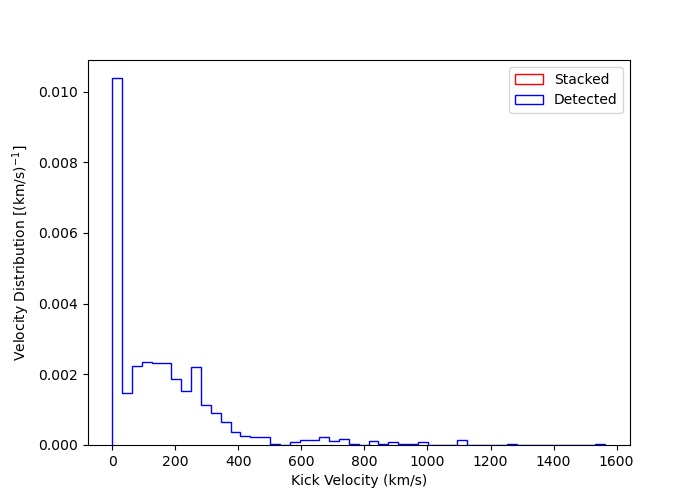 Stacked
Detected
0.010
0.008
0.006
0.004
0.002
0.000
Velocity Distribution [(km/s)⁻¹]
0 200 400 600 800 1000 1200 1400 1600
Kick Velocity (km/s)